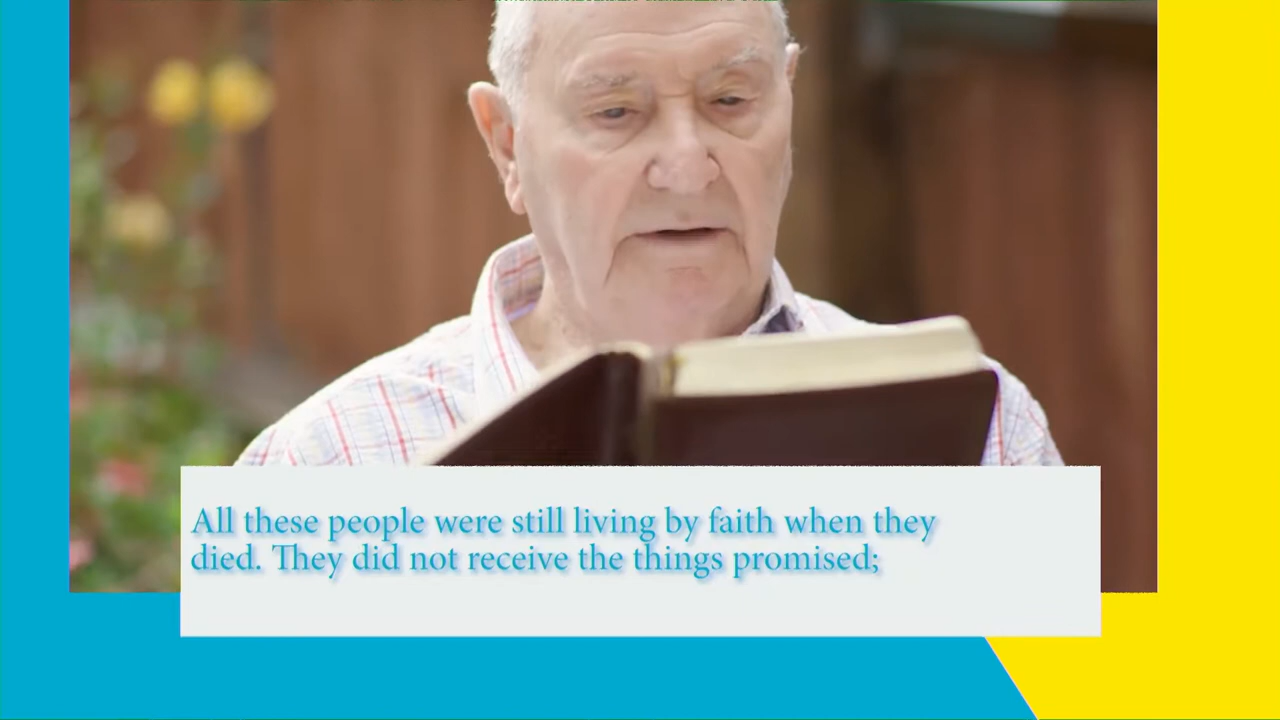 All these people were still living by faith when they
died. They did not receive the things promised;